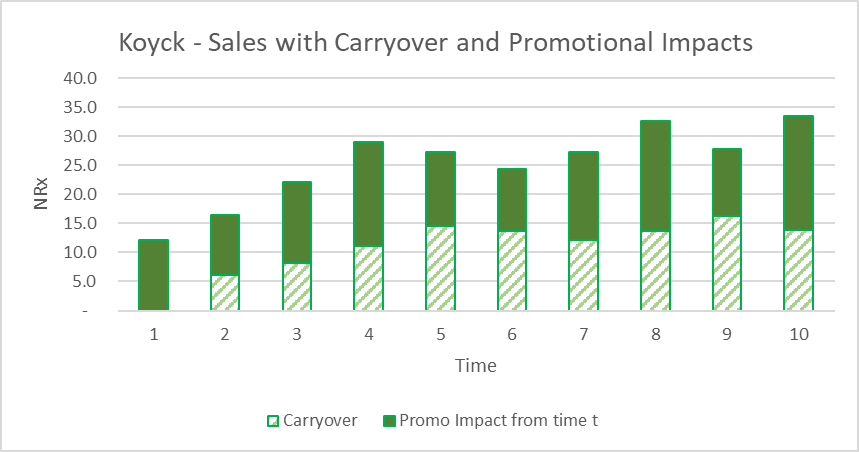 Koyck - Sales with Carryover and Promotional Impacts
40.0
35.0
30.0
25.0
20.0
15.0
10.0
5.0
-
NRx
1 2 3 4 5 6 7 8 9 10
Time
Carryover Promo Impact from time t